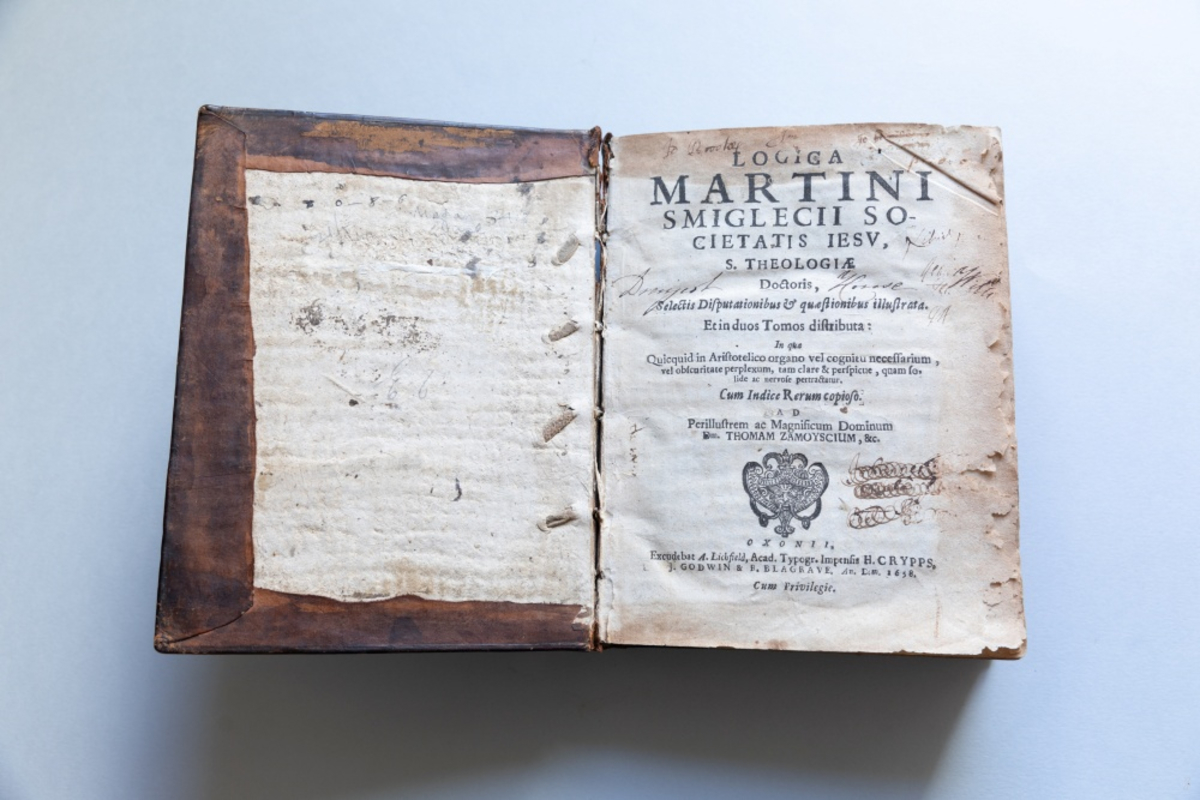 LOGICA
MARTINI
SMIGLECII SO-
CIETATIS IESV,
S. THEOLOGIÆ
Doctoris, House
Selectis Disputationibus & quæstionibus illustrata.
Et in duos Tomos distributa:
In qua
Quicquid in Aristotelico organo vel cognitu necessarium,
vel obscuritate perplexum, tam clare & perspicue, quam so-
lide ac nervose pertractatur.
Cum Indice Rerum copioso.
AD
Perillustrem ac Magnificum Dominum
Dm. THOMAM ZAMOYSCIUM, &c.
OXONII,
Excudebat A. Lichfield, Acad. Typogr. Impensis H. CRYPPS,
J. GODWIN & R. BLAGRAVE. An. Dom. 1658.
Cum Privilegio.